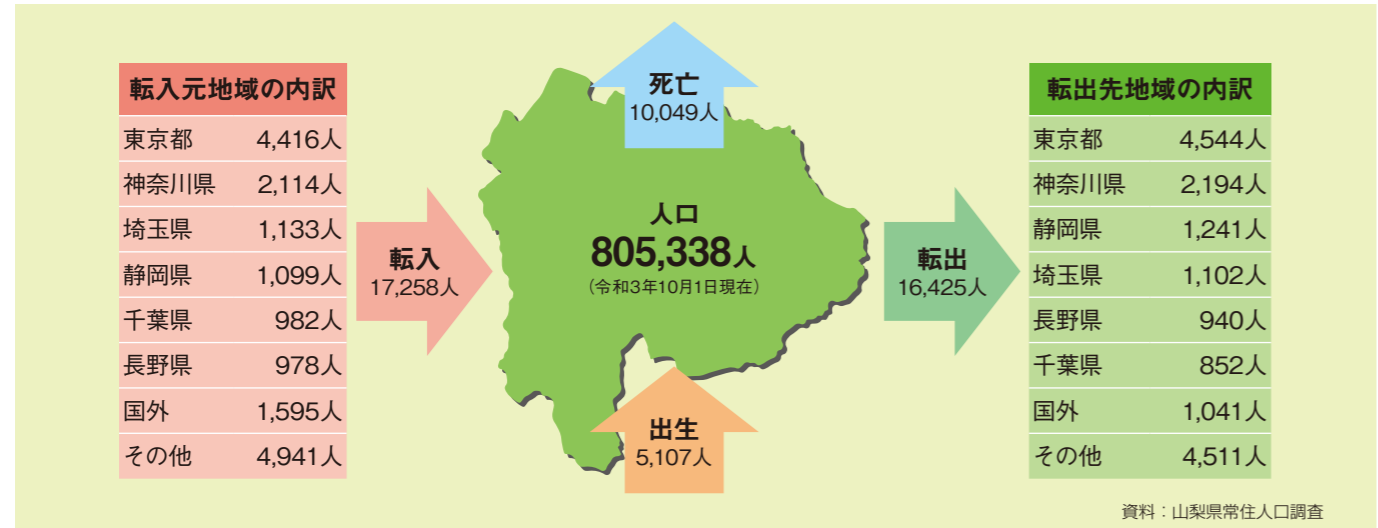 転入元地域の内訳
東京都 4,416人
神奈川県 2,114人
埼玉県 1,133人
静岡県 1,099人
千葉県 982人
長野県 978人
国外 1,595人
その他 4,941人
転入
17,258人
死亡
10,049人
人口
805,338人
(令和3年10月1日現在)
出生
5,107人
転出
16,425人
転出先地域の内訳
東京都 4,544人
神奈川県 2,194人
静岡県 1,241人
埼玉県 1,102人
長野県 940人
千葉県 852人
国外 1,041人
その他 4,511人
資料：山梨県常住人口調査